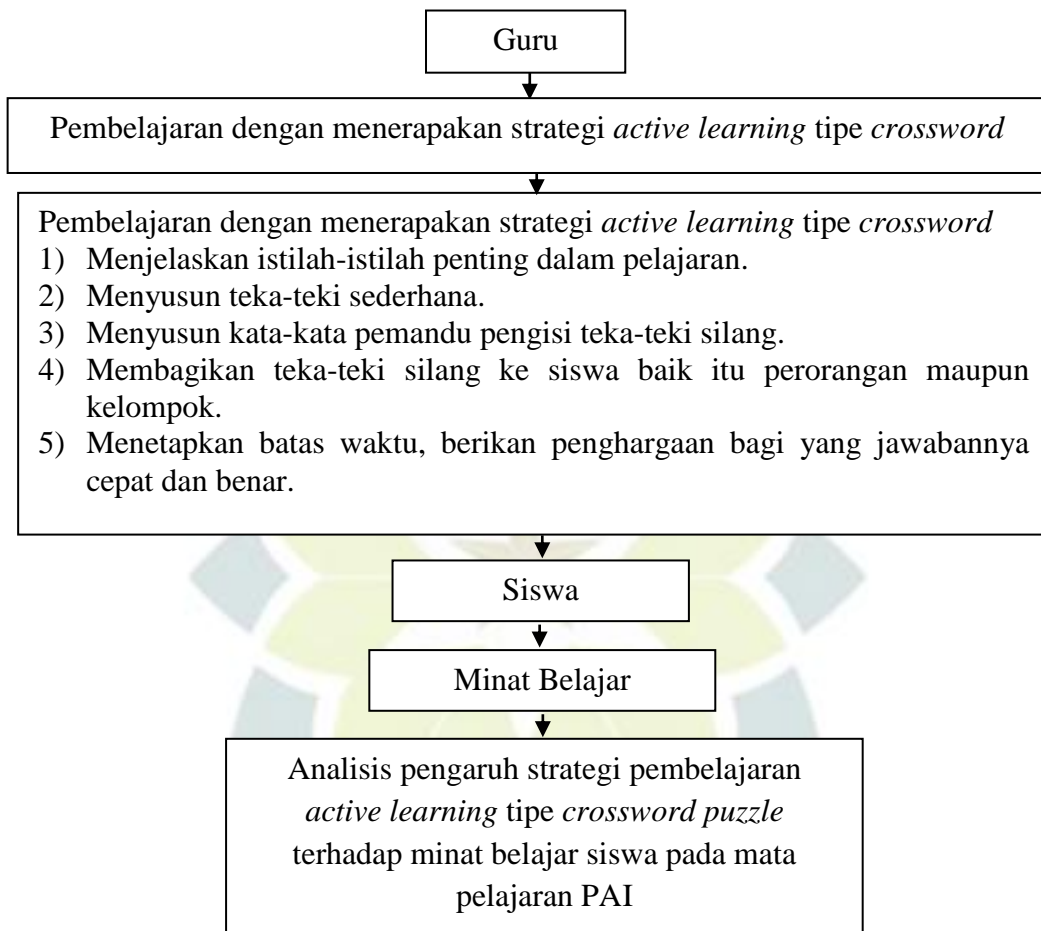 Guru
Pembelajaran dengan menerapakan strategi active learning tipe crossword
Pembelajaran dengan menerapakan strategi active learning tipe crossword
1) Menjelaskan istilah-istilah penting dalam pelajaran.
2) Menyusun teka-teki sederhana.
3) Menyusun kata-kata pemandu pengisi teka-teki silang.
4) Membagikan teka-teki silang ke siswa baik itu perorangan maupun
kelompok.
5) Menetapkan batas waktu, berikan penghargaan bagi yang jawabannya
cepat dan benar.
Siswa
Minat Belajar
Analisis pengaruh strategi pembelajaran
active learning tipe crossword puzzle
terhadap minat belajar siswa pada mata
pelajaran PAI